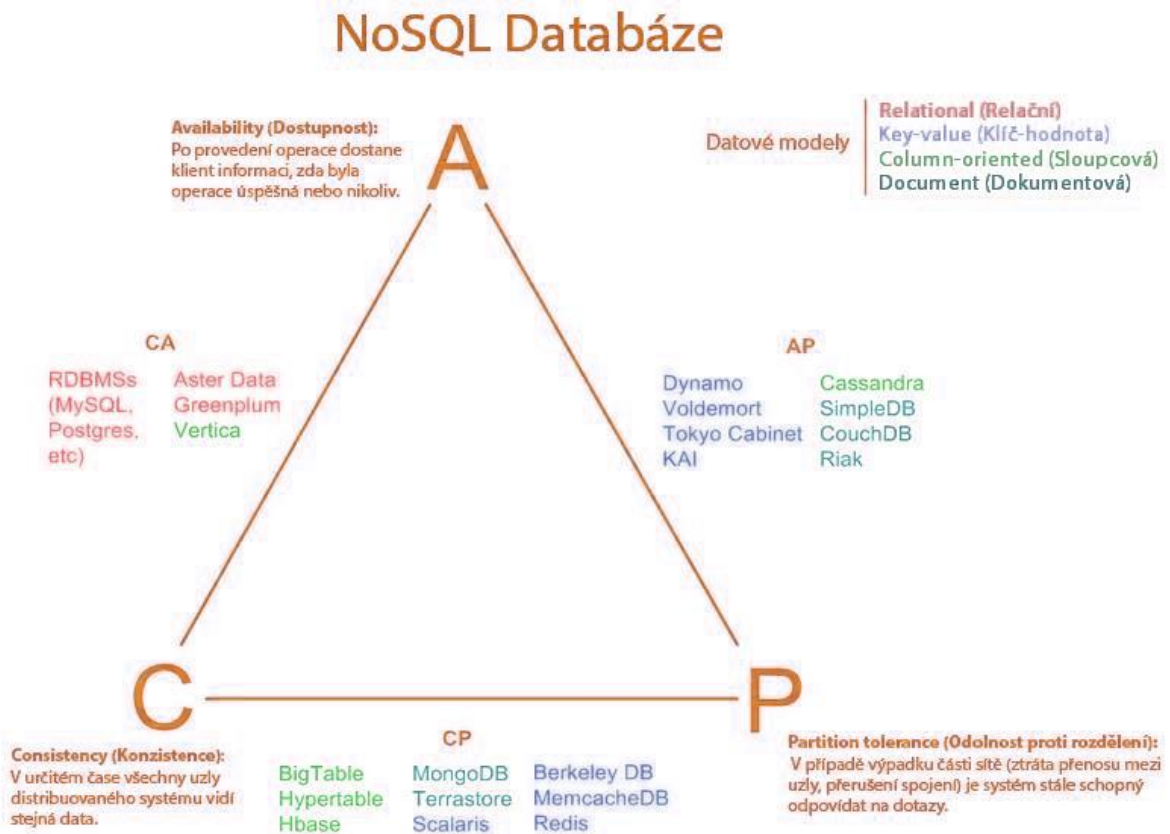 NoSQL Databáze
Availability (Dostupnost):
Po provedení operace dostane
klient informaci, zda byla
operace úspěšná nebo nikoliv.
A
Datové modely
Relational (Relační)
Key-value (Klíč-hodnota)
Column-oriented (Sloupcová)
Document (Dokumentová)
CA
RDBMSs
(MySQL,
Postgres,
etc)
Aster Data
Greenplum
Vertica
AP
Dynamo
Voldemort
Tokyo Cabinet
KAI
Cassandra
SimpleDB
CouchDB
Riak
C
Consistency (Konzistence):
V určitém čase všechny uzly
distribuovaného systému vidí
stejná data.
CP
BigTable
Hypertable
Hbase
MongoDB
Terrastore
Scalaris
Berkeley DB
MemcacheDB
Redis
P
Partition tolerance (Odolnost proti rozdělení):
V případě výpadku části sítě (ztráta přenosu mezi
uzly, přerušení spojení) je systém stále schopný
odpovídat na dotazy.